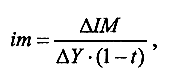 im = ΔIM / ΔY · (1 − t) ,